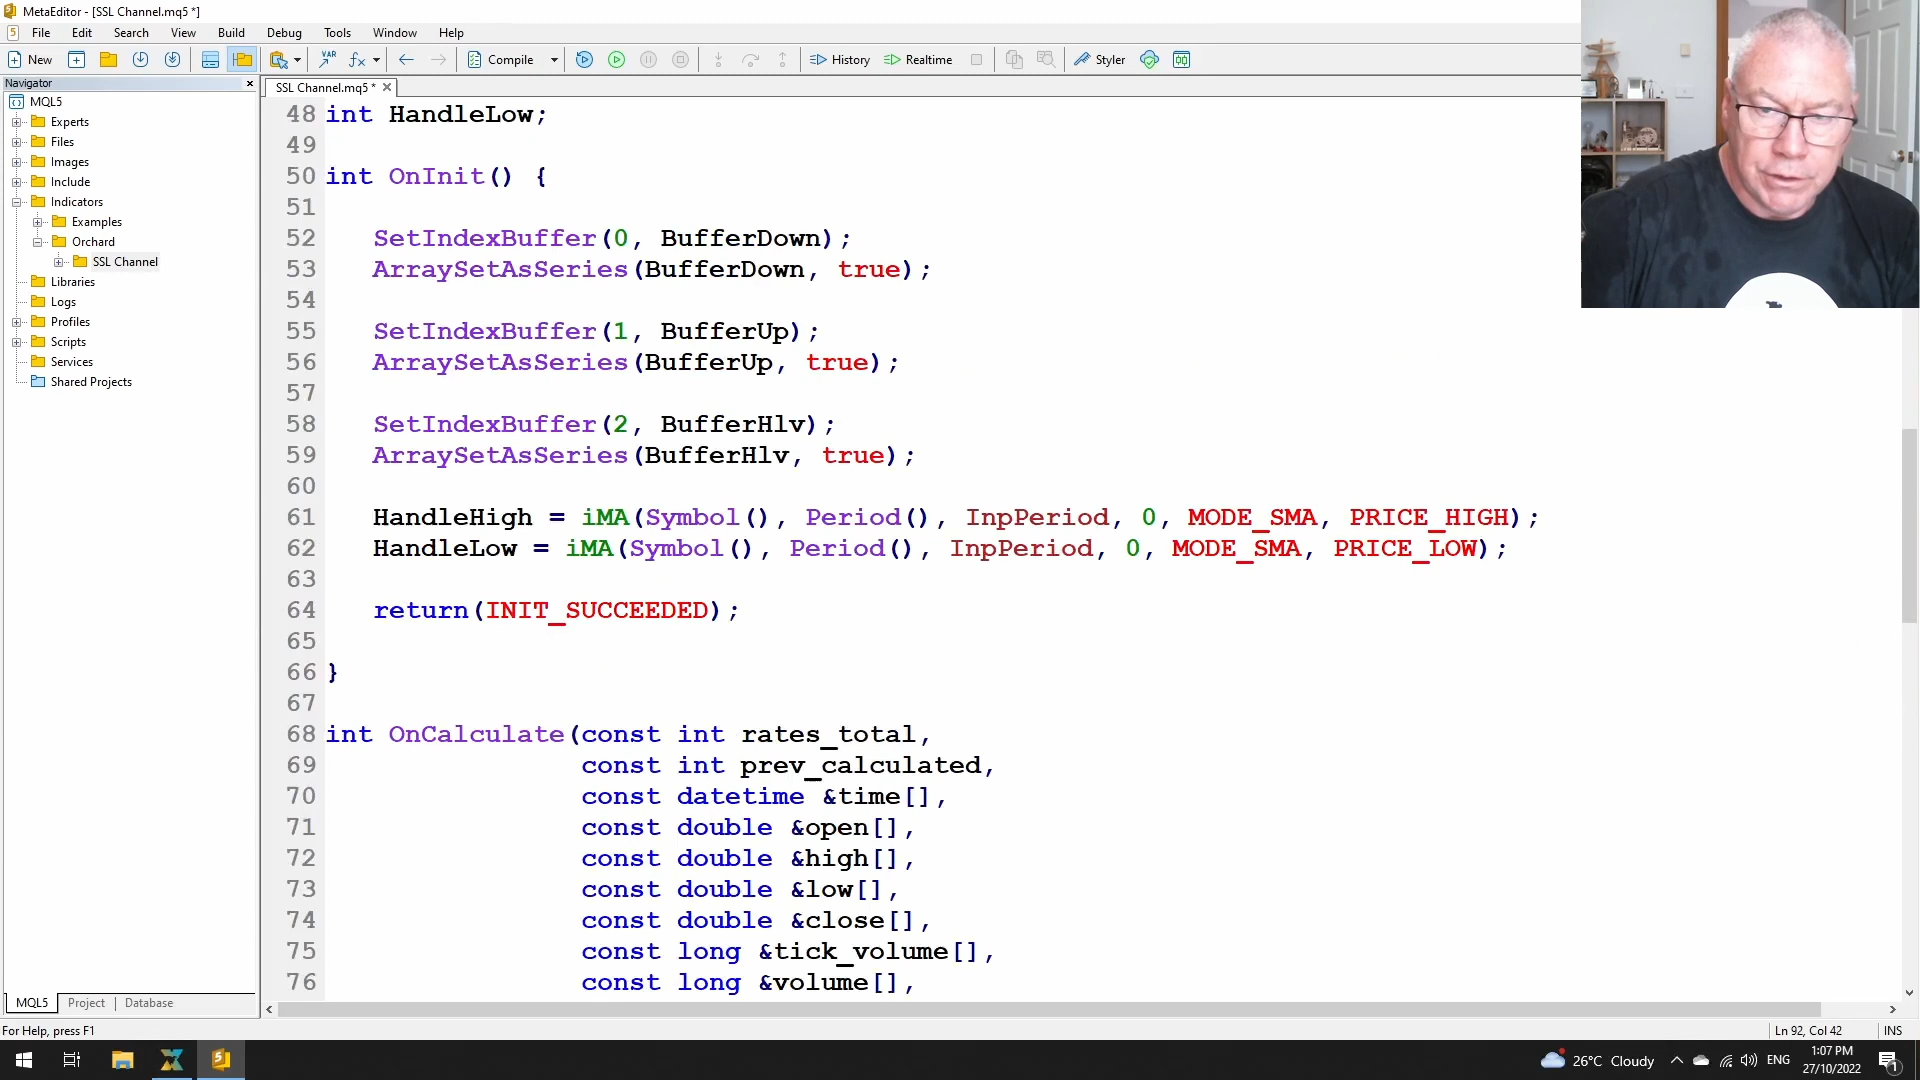 MetaEditor - [SSL Channel.mq5 *]
File Edit Search View Build Debug Tools Window Help
New Compile History Realtime Styler
Navigator
SSL Channel.mq5 *
MQL5
Experts
Files
Images
Include
Indicators
Examples
Orchard
SSL Channel
Libraries
Logs
Profiles
Scripts
Services
Shared Projects
48 int HandleLow;
49
50 int OnInit() {
51
52 SetIndexBuffer(0, BufferDown);
53 ArraySetAsSeries(BufferDown, true);
54
55 SetIndexBuffer(1, BufferUp);
56 ArraySetAsSeries(BufferUp, true);
57
58 SetIndexBuffer(2, BufferHlv);
59 ArraySetAsSeries(BufferHlv, true);
60
61 HandleHigh = iMA(Symbol(), Period(), InpPeriod, 0, MODE_SMA, PRICE_HIGH);
62 HandleLow = iMA(Symbol(), Period(), InpPeriod, 0, MODE_SMA, PRICE_LOW);
63
64 return(INIT_SUCCEEDED);
65
66 }
67
68 int OnCalculate(const int rates_total,
69 const int prev_calculated,
70 const datetime &time[],
71 const double &open[],
72 const double &high[],
73 const double &low[],
74 const double &close[],
75 const long &tick_volume[],
76 const long &volume[],
MQL5 Project Database
For Help, press F1
Ln 92, Col 42 INS
26°C Cloudy ENG 1:07 PM
27/10/2022